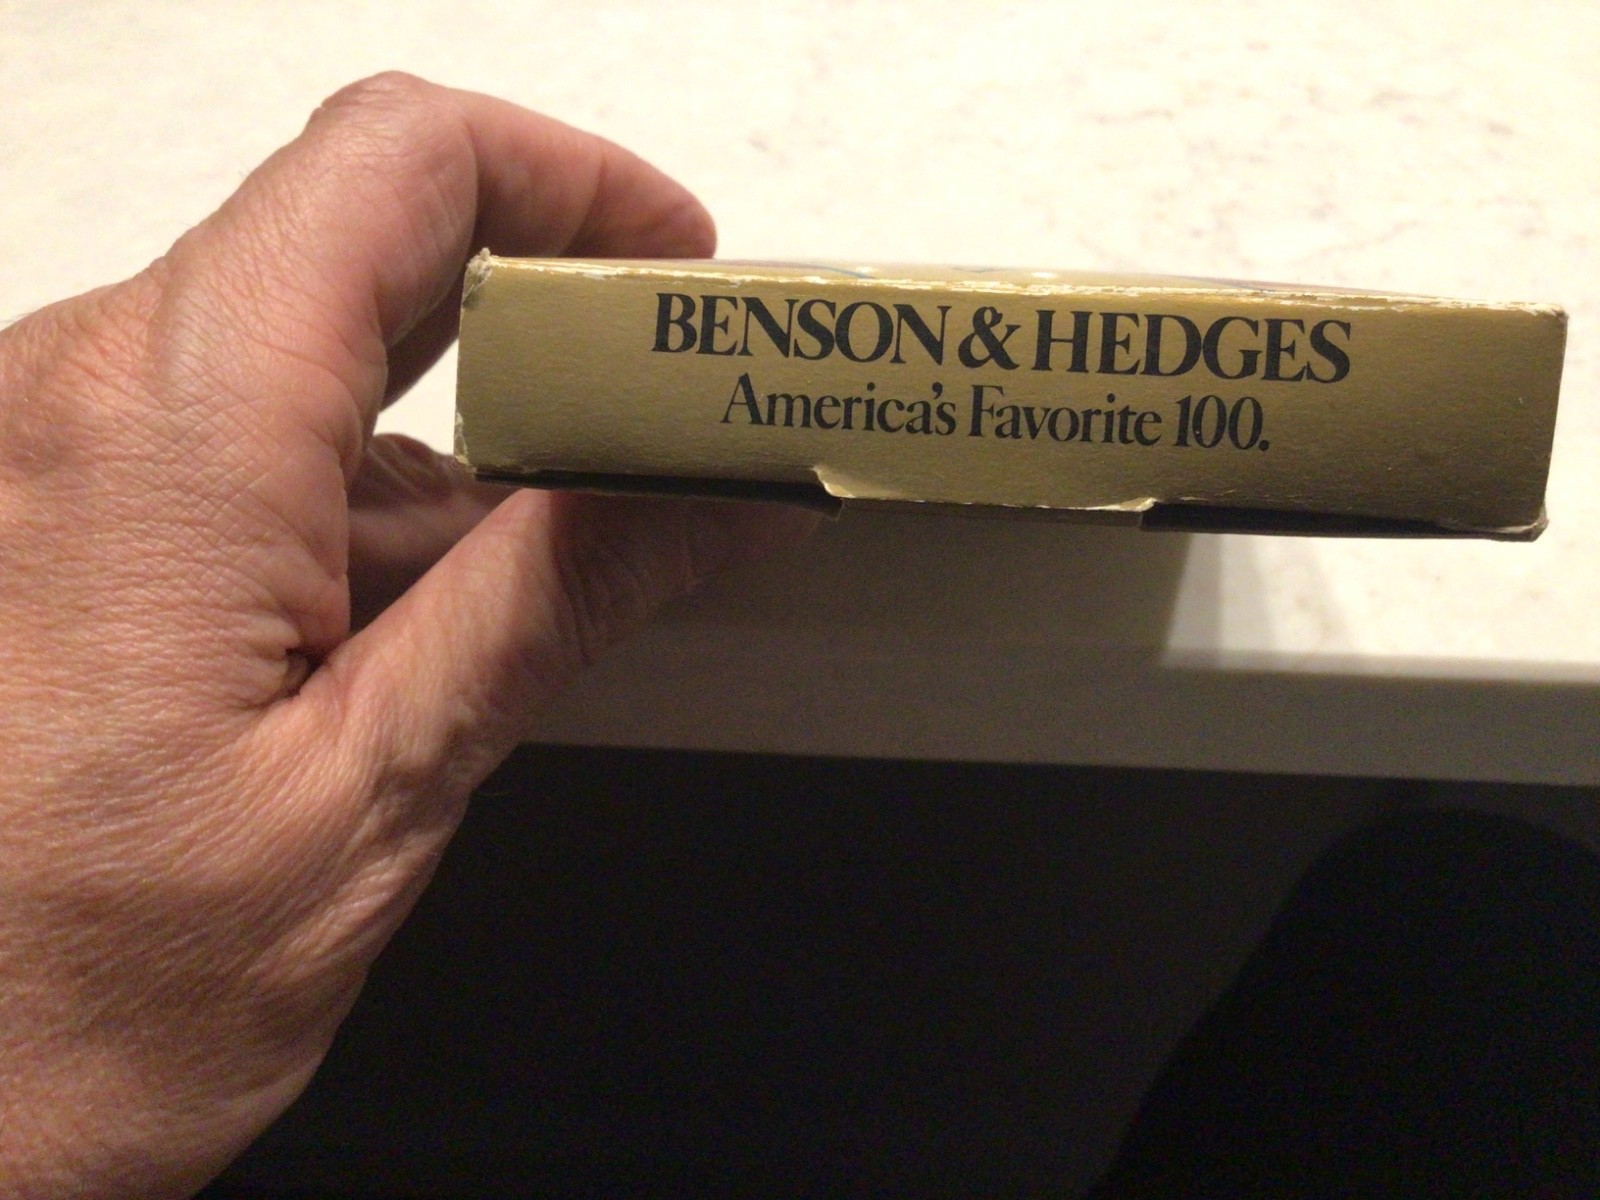 BENSON & HEDGES
America's Favorite 100.